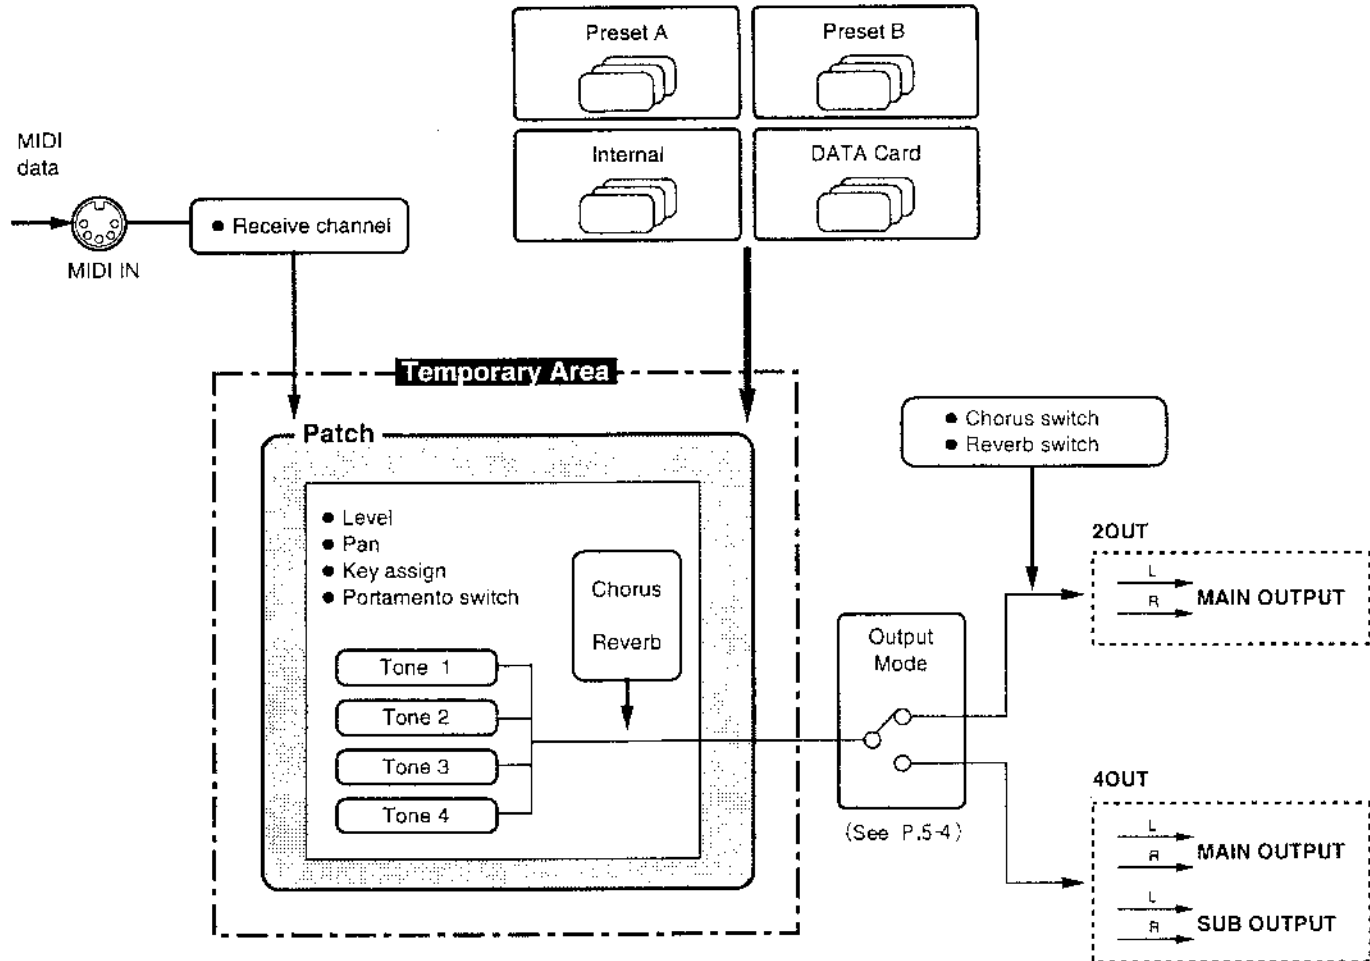 Preset A
Preset B
Internal
DATA Card
MIDI
data
MIDI IN
● Receive channel
Temporary Area
Patch
● Level
● Pan
● Key assign
● Portamento switch
Chorus
Reverb
Tone 1
Tone 2
Tone 3
Tone 4
● Chorus switch
● Reverb switch
Output
Mode
(See P.5-4)
2OUT
L
R
MAIN OUTPUT
4OUT
L
R
MAIN OUTPUT
L
R
SUB OUTPUT